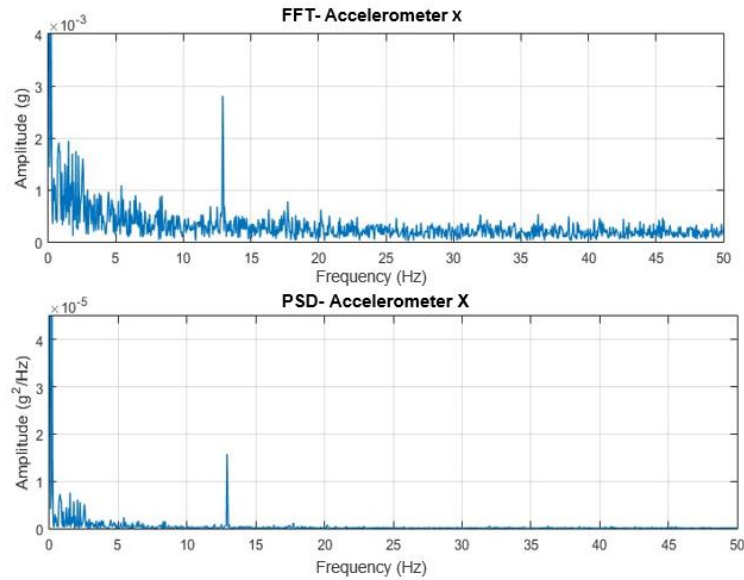 FFT- Accelerometer x
×10-3
4
3
2
1
0
Amplitude (g)
0 5 10 15 20 25 30 35 40 45 50
Frequency (Hz)
PSD- Accelerometer X
×10-5
4
3
2
1
0
Amplitude (g2/Hz)
0 5 10 15 20 25 30 35 40 45 50
Frequency (Hz)